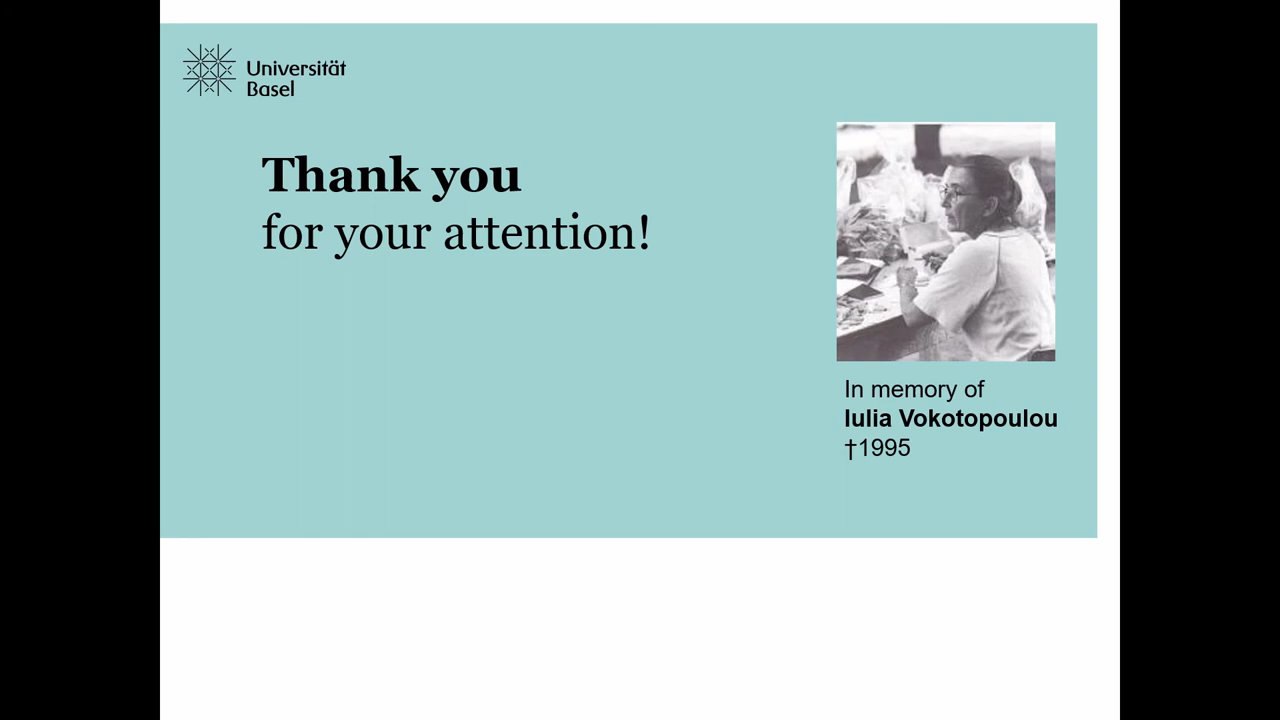 Universität
Basel
Thank you
for your attention!
In memory of
Iulia Vokotopoulou
†1995